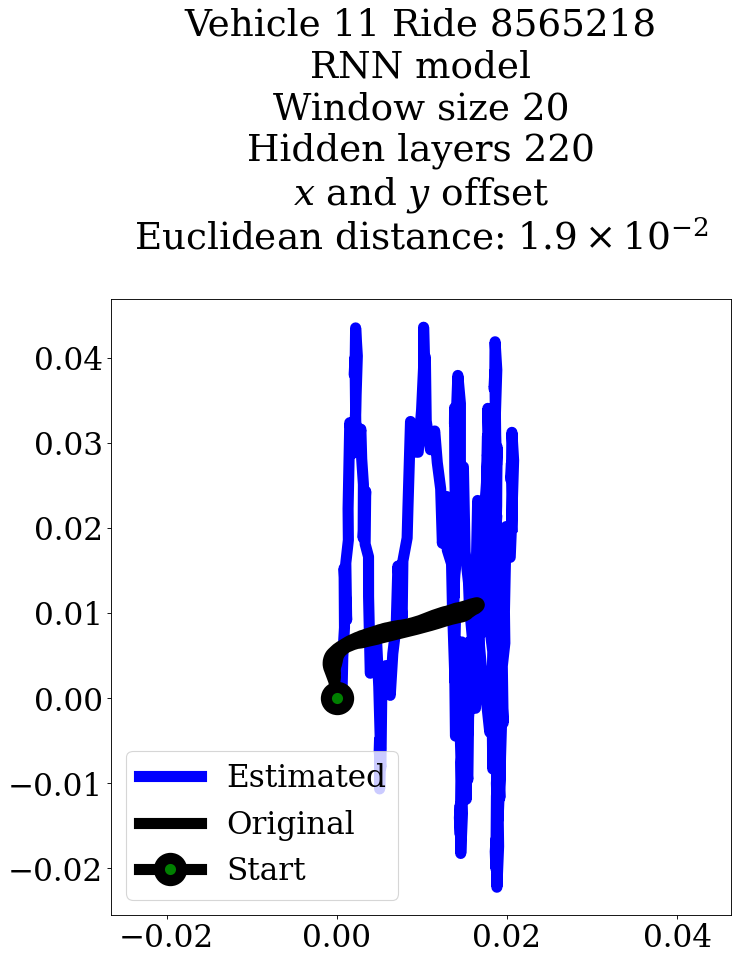 Vehicle 11 Ride 8565218
RNN model
Window size 20
Hidden layers 220
x and y offset
Euclidean distance: 1.9 × 10⁻²
0.04
0.03
0.02
0.01
0.00
−0.01
−0.02
Estimated
Original
Start
−0.02
0.00
0.02
0.04